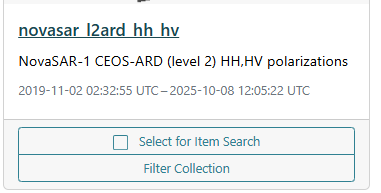 novasar_l2ard_hh_hv
NovaSAR-1 CEOS-ARD (level 2) HH,HV polarizations
2019-11-02 02:32:55 UTC – 2025-10-08 12:05:22 UTC
Select for Item Search
Filter Collection